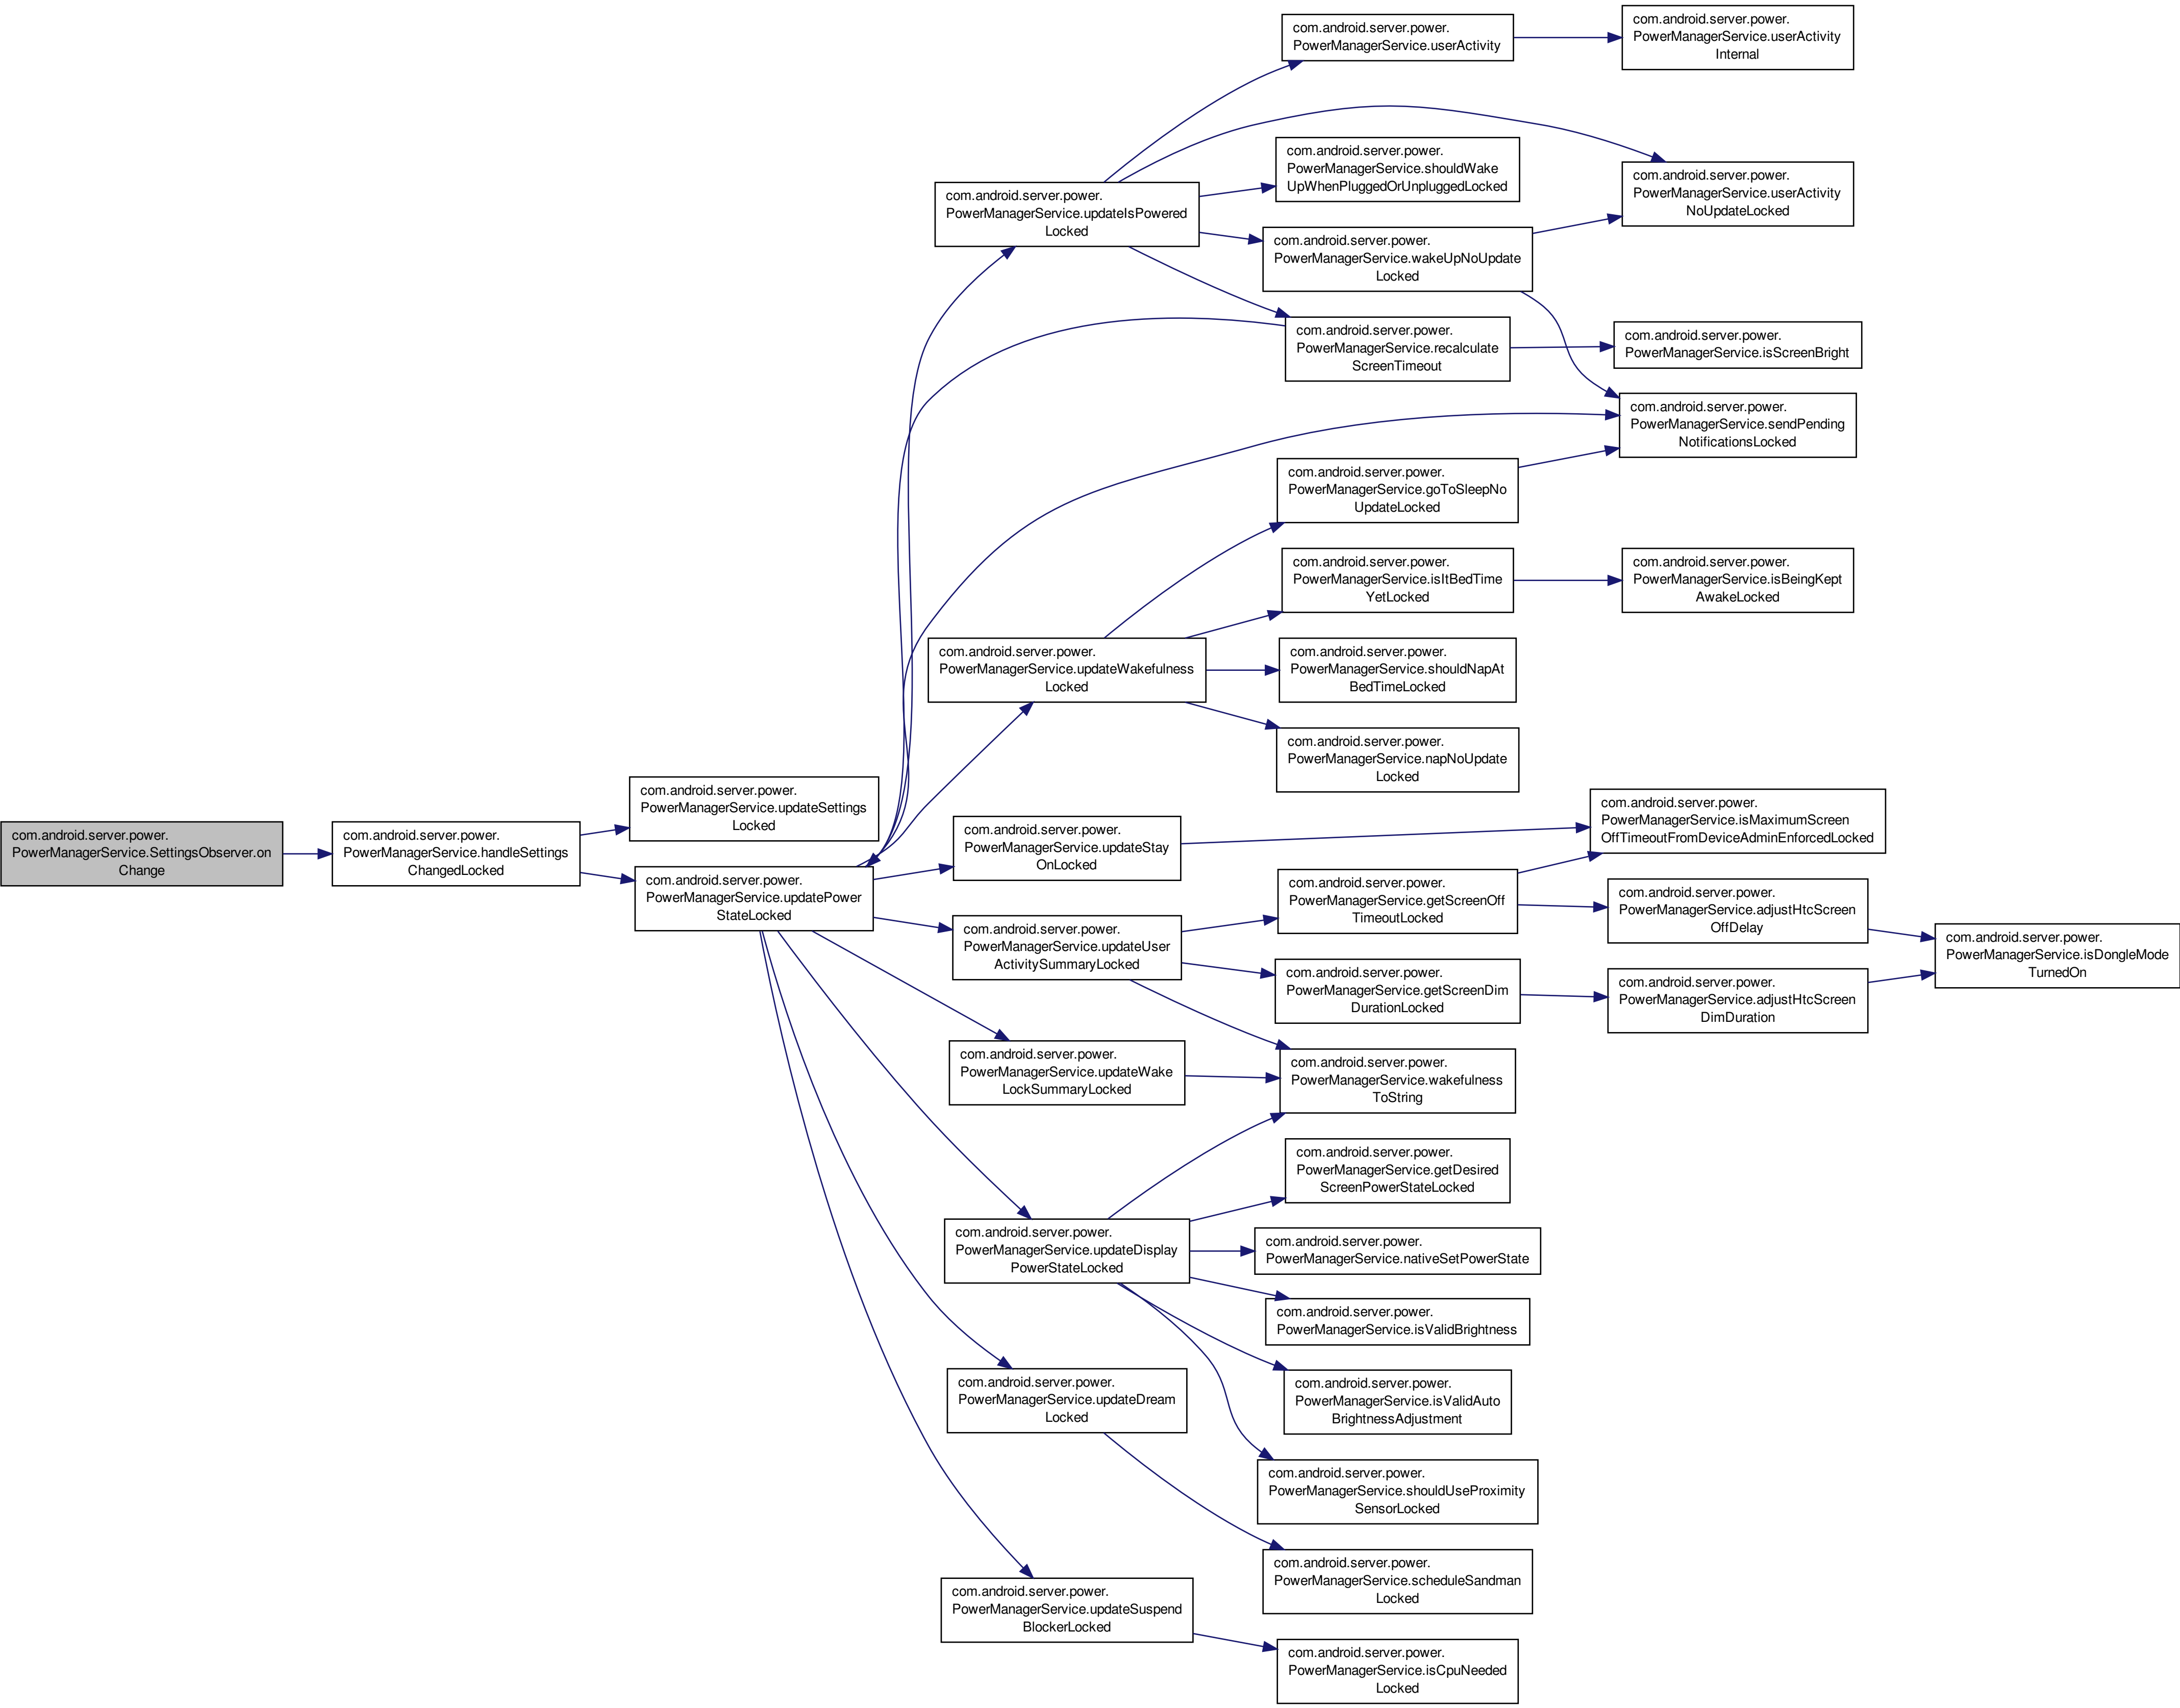 com.android.server.power.
PowerManagerService.SettingsObserver.on
Change
com.android.server.power.
PowerManagerService.handleSettings
ChangedLocked
com.android.server.power.
PowerManagerService.updateSettings
Locked
com.android.server.power.
PowerManagerService.updatePower
StateLocked
com.android.server.power.
PowerManagerService.updateIsPowered
Locked
com.android.server.power.
PowerManagerService.updateWakefulness
Locked
com.android.server.power.
PowerManagerService.updateStay
OnLocked
com.android.server.power.
PowerManagerService.updateUser
ActivitySummaryLocked
com.android.server.power.
PowerManagerService.updateWake
LockSummaryLocked
com.android.server.power.
PowerManagerService.updateDisplay
PowerStateLocked
com.android.server.power.
PowerManagerService.updateDream
Locked
com.android.server.power.
PowerManagerService.updateSuspend
BlockerLocked
com.android.server.power.
PowerManagerService.userActivity
com.android.server.power.
PowerManagerService.shouldWake
UpWhenPluggedOrUnpluggedLocked
com.android.server.power.
PowerManagerService.wakeUpNoUpdate
Locked
com.android.server.power.
PowerManagerService.recalculate
ScreenTimeout
com.android.server.power.
PowerManagerService.goToSleepNo
UpdateLocked
com.android.server.power.
PowerManagerService.isItBedTime
YetLocked
com.android.server.power.
PowerManagerService.shouldNapAt
BedTimeLocked
com.android.server.power.
PowerManagerService.napNoUpdate
Locked
com.android.server.power.
PowerManagerService.getScreenOff
TimeoutLocked
com.android.server.power.
PowerManagerService.getScreenDim
DurationLocked
com.android.server.power.
PowerManagerService.wakefulness
ToString
com.android.server.power.
PowerManagerService.getDesired
ScreenPowerStateLocked
com.android.server.power.
PowerManagerService.nativeSetPowerState
com.android.server.power.
PowerManagerService.isValidBrightness
com.android.server.power.
PowerManagerService.isValidAuto
BrightnessAdjustment
com.android.server.power.
PowerManagerService.shouldUseProximity
SensorLocked
com.android.server.power.
PowerManagerService.scheduleSandman
Locked
com.android.server.power.
PowerManagerService.isCpuNeeded
Locked
com.android.server.power.
PowerManagerService.userActivity
Internal
com.android.server.power.
PowerManagerService.userActivity
NoUpdateLocked
com.android.server.power.
PowerManagerService.isScreenBright
com.android.server.power.
PowerManagerService.sendPending
NotificationsLocked
com.android.server.power.
PowerManagerService.isBeingKept
AwakeLocked
com.android.server.power.
PowerManagerService.isMaximumScreen
OffTimeoutFromDeviceAdminEnforcedLocked
com.android.server.power.
PowerManagerService.adjustHtcScreen
OffDelay
com.android.server.power.
PowerManagerService.adjustHtcScreen
DimDuration
com.android.server.power.
PowerManagerService.isDongleMode
TurnedOn